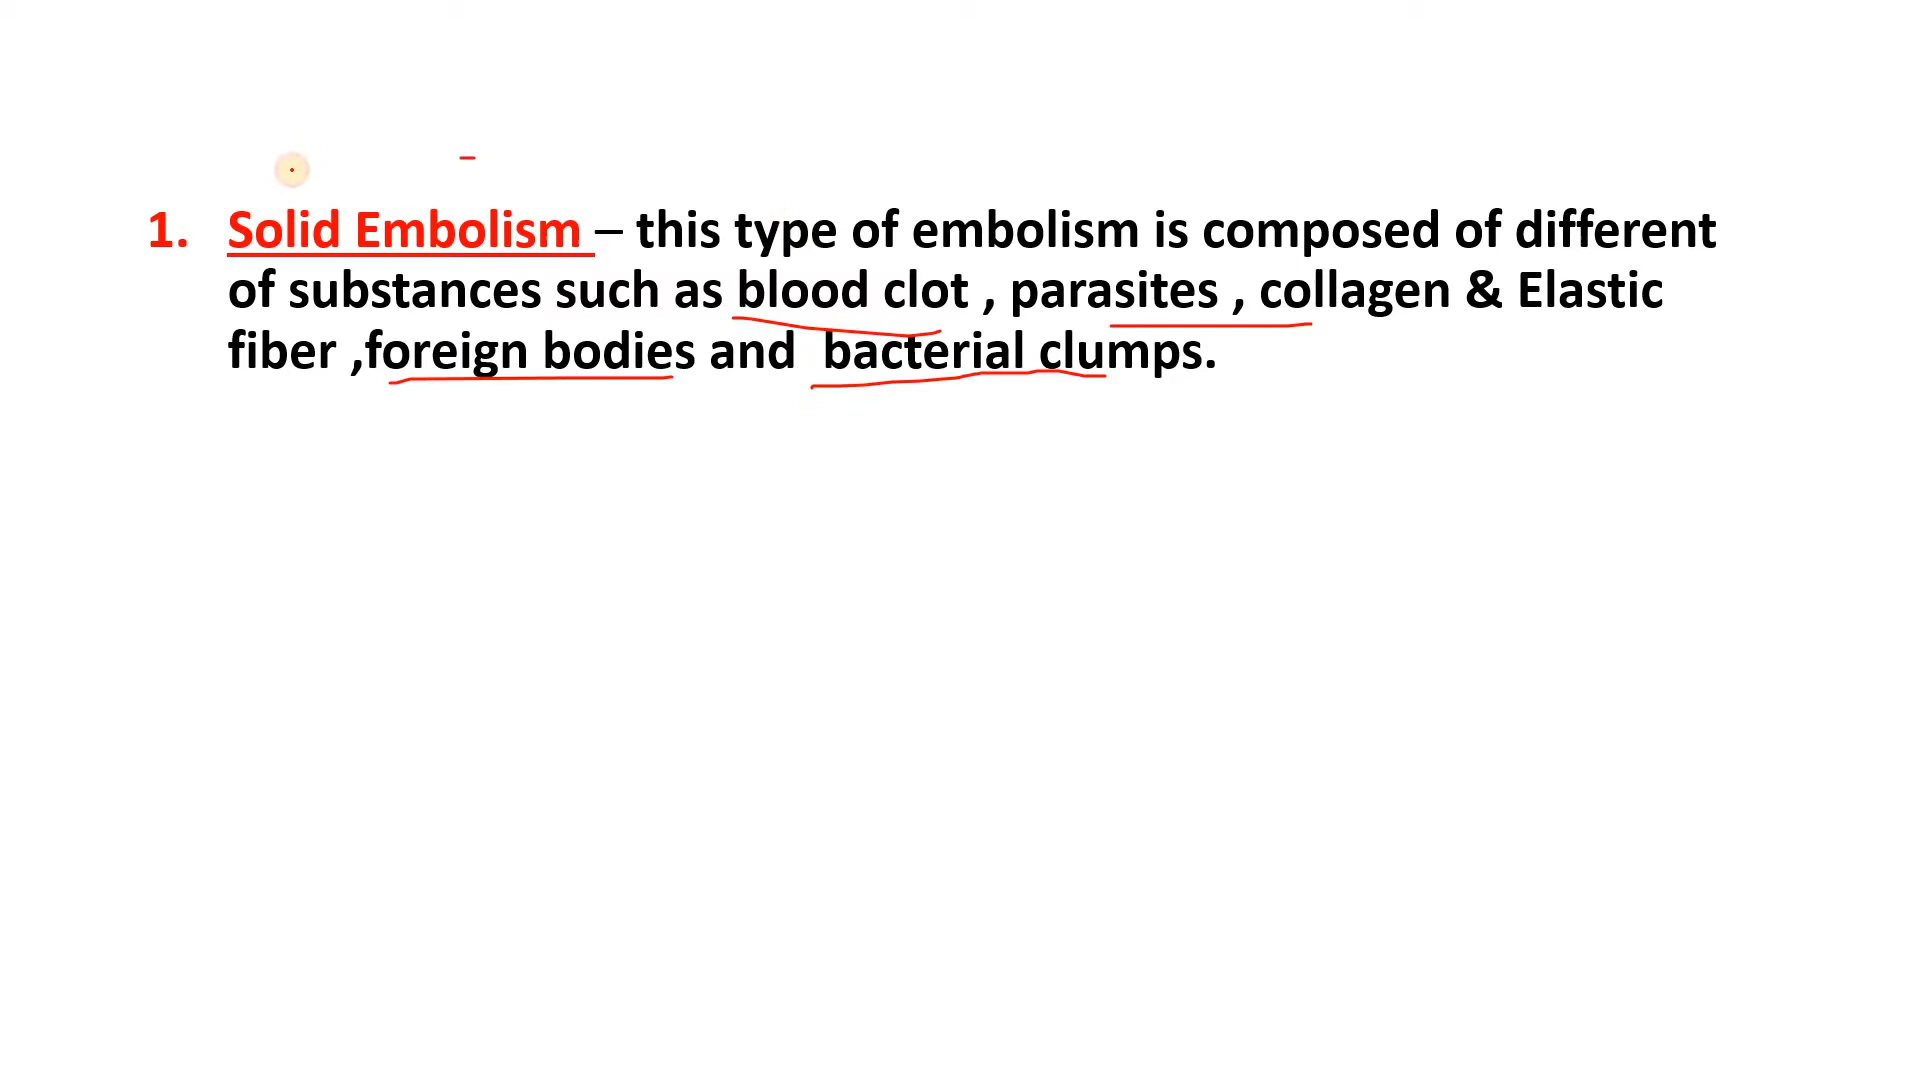 1. Solid Embolism – this type of embolism is composed of different
of substances such as blood clot , parasites , collagen & Elastic
fiber ,foreign bodies and  bacterial clumps.